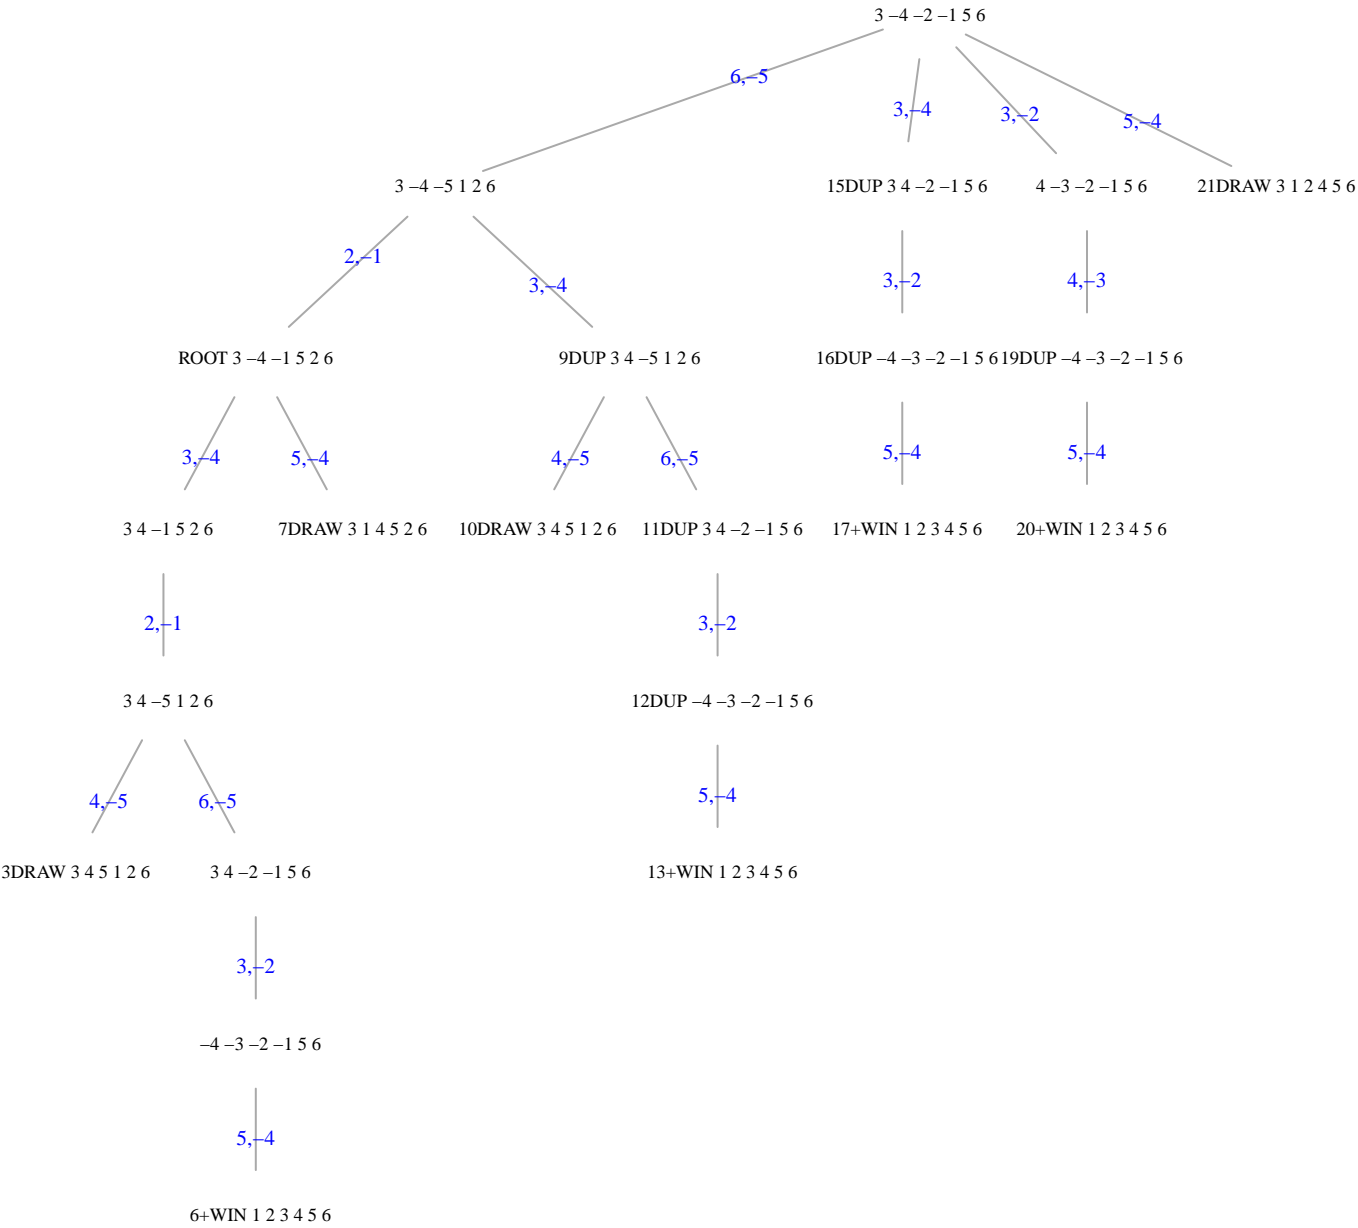 3 –4 –2 –1 5 6
6,–5
3,–4
3,–2
5,–4
3 –4 –5 1 2 6
15DUP 3 4 –2 –1 5 6
4 –3 –2 –1 5 6
21DRAW 3 1 2 4 5 6
2,–1
3,–4
3,–2
4,–3
ROOT 3 –4 –1 5 2 6
9DUP 3 4 –5 1 2 6
16DUP –4 –3 –2 –1 5 6
19DUP –4 –3 –2 –1 5 6
3,–4
5,–4
4,–5
6,–5
5,–4
5,–4
3 4 –1 5 2 6
7DRAW 3 1 4 5 2 6
10DRAW 3 4 5 1 2 6
11DUP 3 4 –2 –1 5 6
17+WIN 1 2 3 4 5 6
20+WIN 1 2 3 4 5 6
2,–1
3,–2
3 4 –5 1 2 6
12DUP –4 –3 –2 –1 5 6
4,–5
6,–5
5,–4
3DRAW 3 4 5 1 2 6
3 4 –2 –1 5 6
13+WIN 1 2 3 4 5 6
3,–2
–4 –3 –2 –1 5 6
5,–4
6+WIN 1 2 3 4 5 6